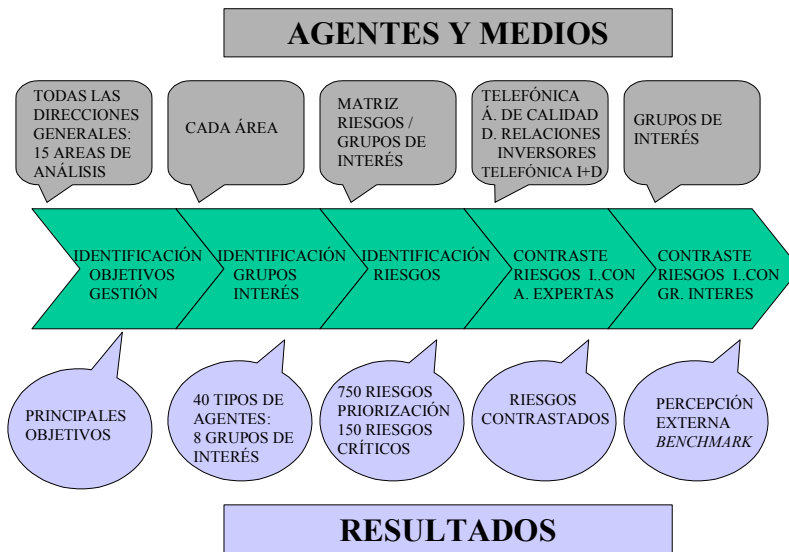 AGENTES Y MEDIOS
TODAS LAS
DIRECCIONES
GENERALES:
15 AREAS DE
ANÁLISIS
CADA ÁREA
MATRIZ
RIESGOS /
GRUPOS DE
INTERÉS
TELEFÓNICA
Á. DE CALIDAD
D. RELACIONES
INVERSORES
TELEFÓNICA I+D
GRUPOS DE
INTERÉS
IDENTIFICACIÓN
OBJETIVOS
GESTIÓN
IDENTIFICACIÓN
GRUPOS
INTERÉS
IDENTIFICACIÓN
RIESGOS
CONTRASTE
RIESGOS I..CON
A. EXPERTAS
CONTRASTE
RIESGOS I..CON
GR. INTERES
PRINCIPALES
OBJETIVOS
40 TIPOS DE
AGENTES:
8 GRUPOS DE
INTERÉS
750 RIESGOS
PRIORIZACIÓN
150 RIESGOS
CRÍTICOS
RIESGOS
CONTRASTADOS
PERCEPCIÓN
EXTERNA
BENCHMARK
RESULTADOS